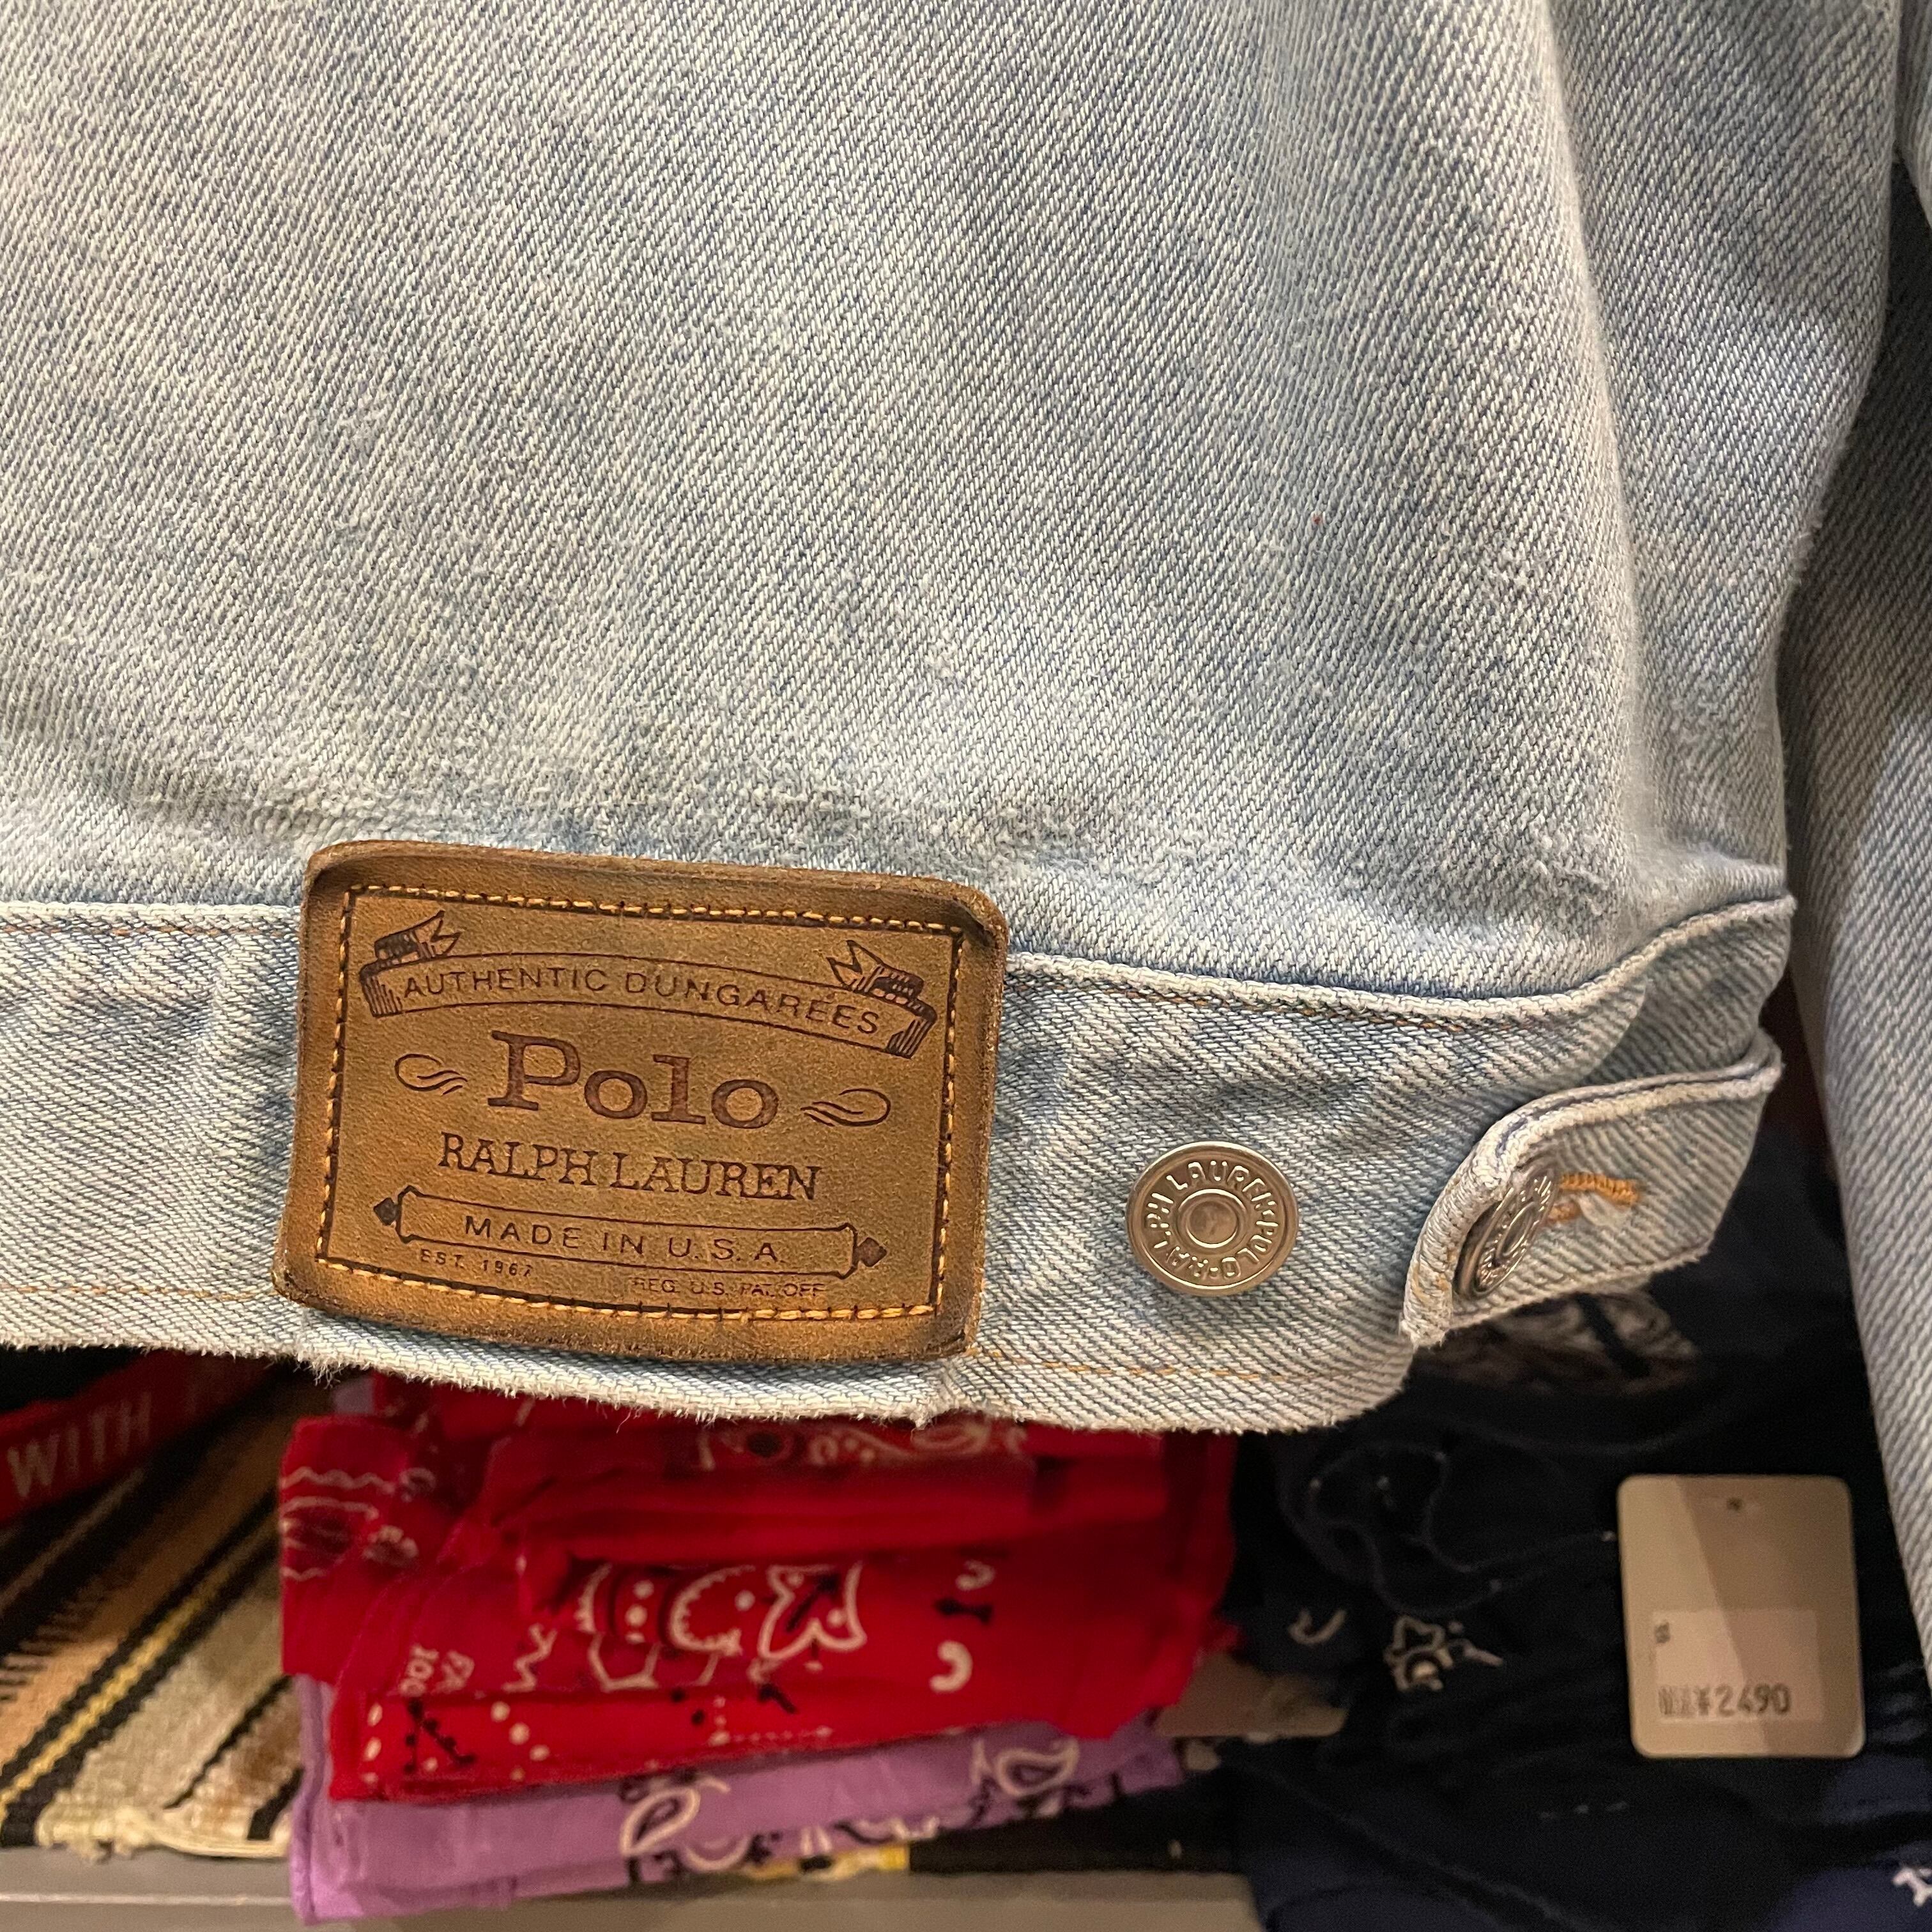 AUTHENTIC DUNGAREES
Polo
RALPH LAUREN
MADE IN U.S.A.
EST. 1967
REG. U.S. PAT. OFF
POLO-RALPH LAUREN
WITH
¥2490